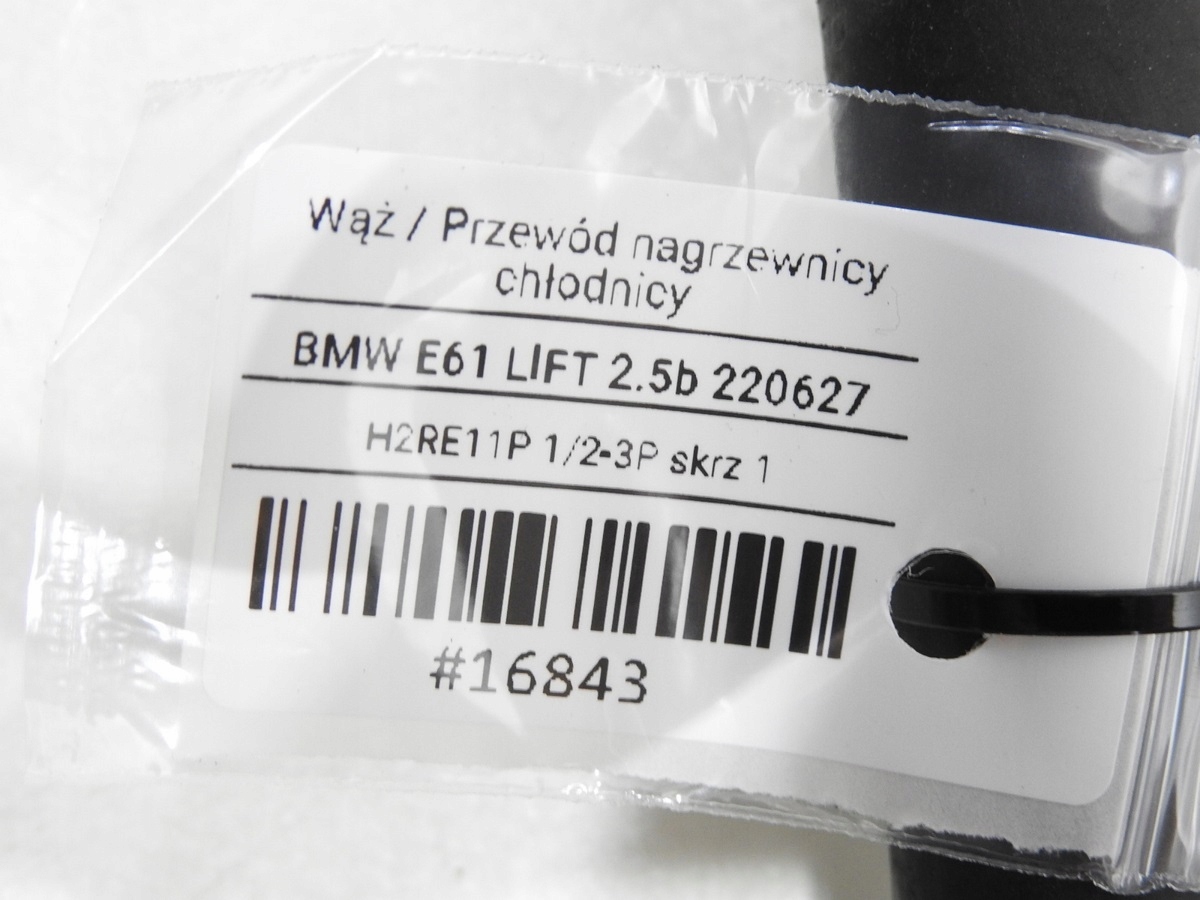 Wąż / Przewód nagrzewnicy
chłodnicy
BMW E61 LIFT 2.5b 220627
H2RE11P 1/2-3P skrz 1
#16843